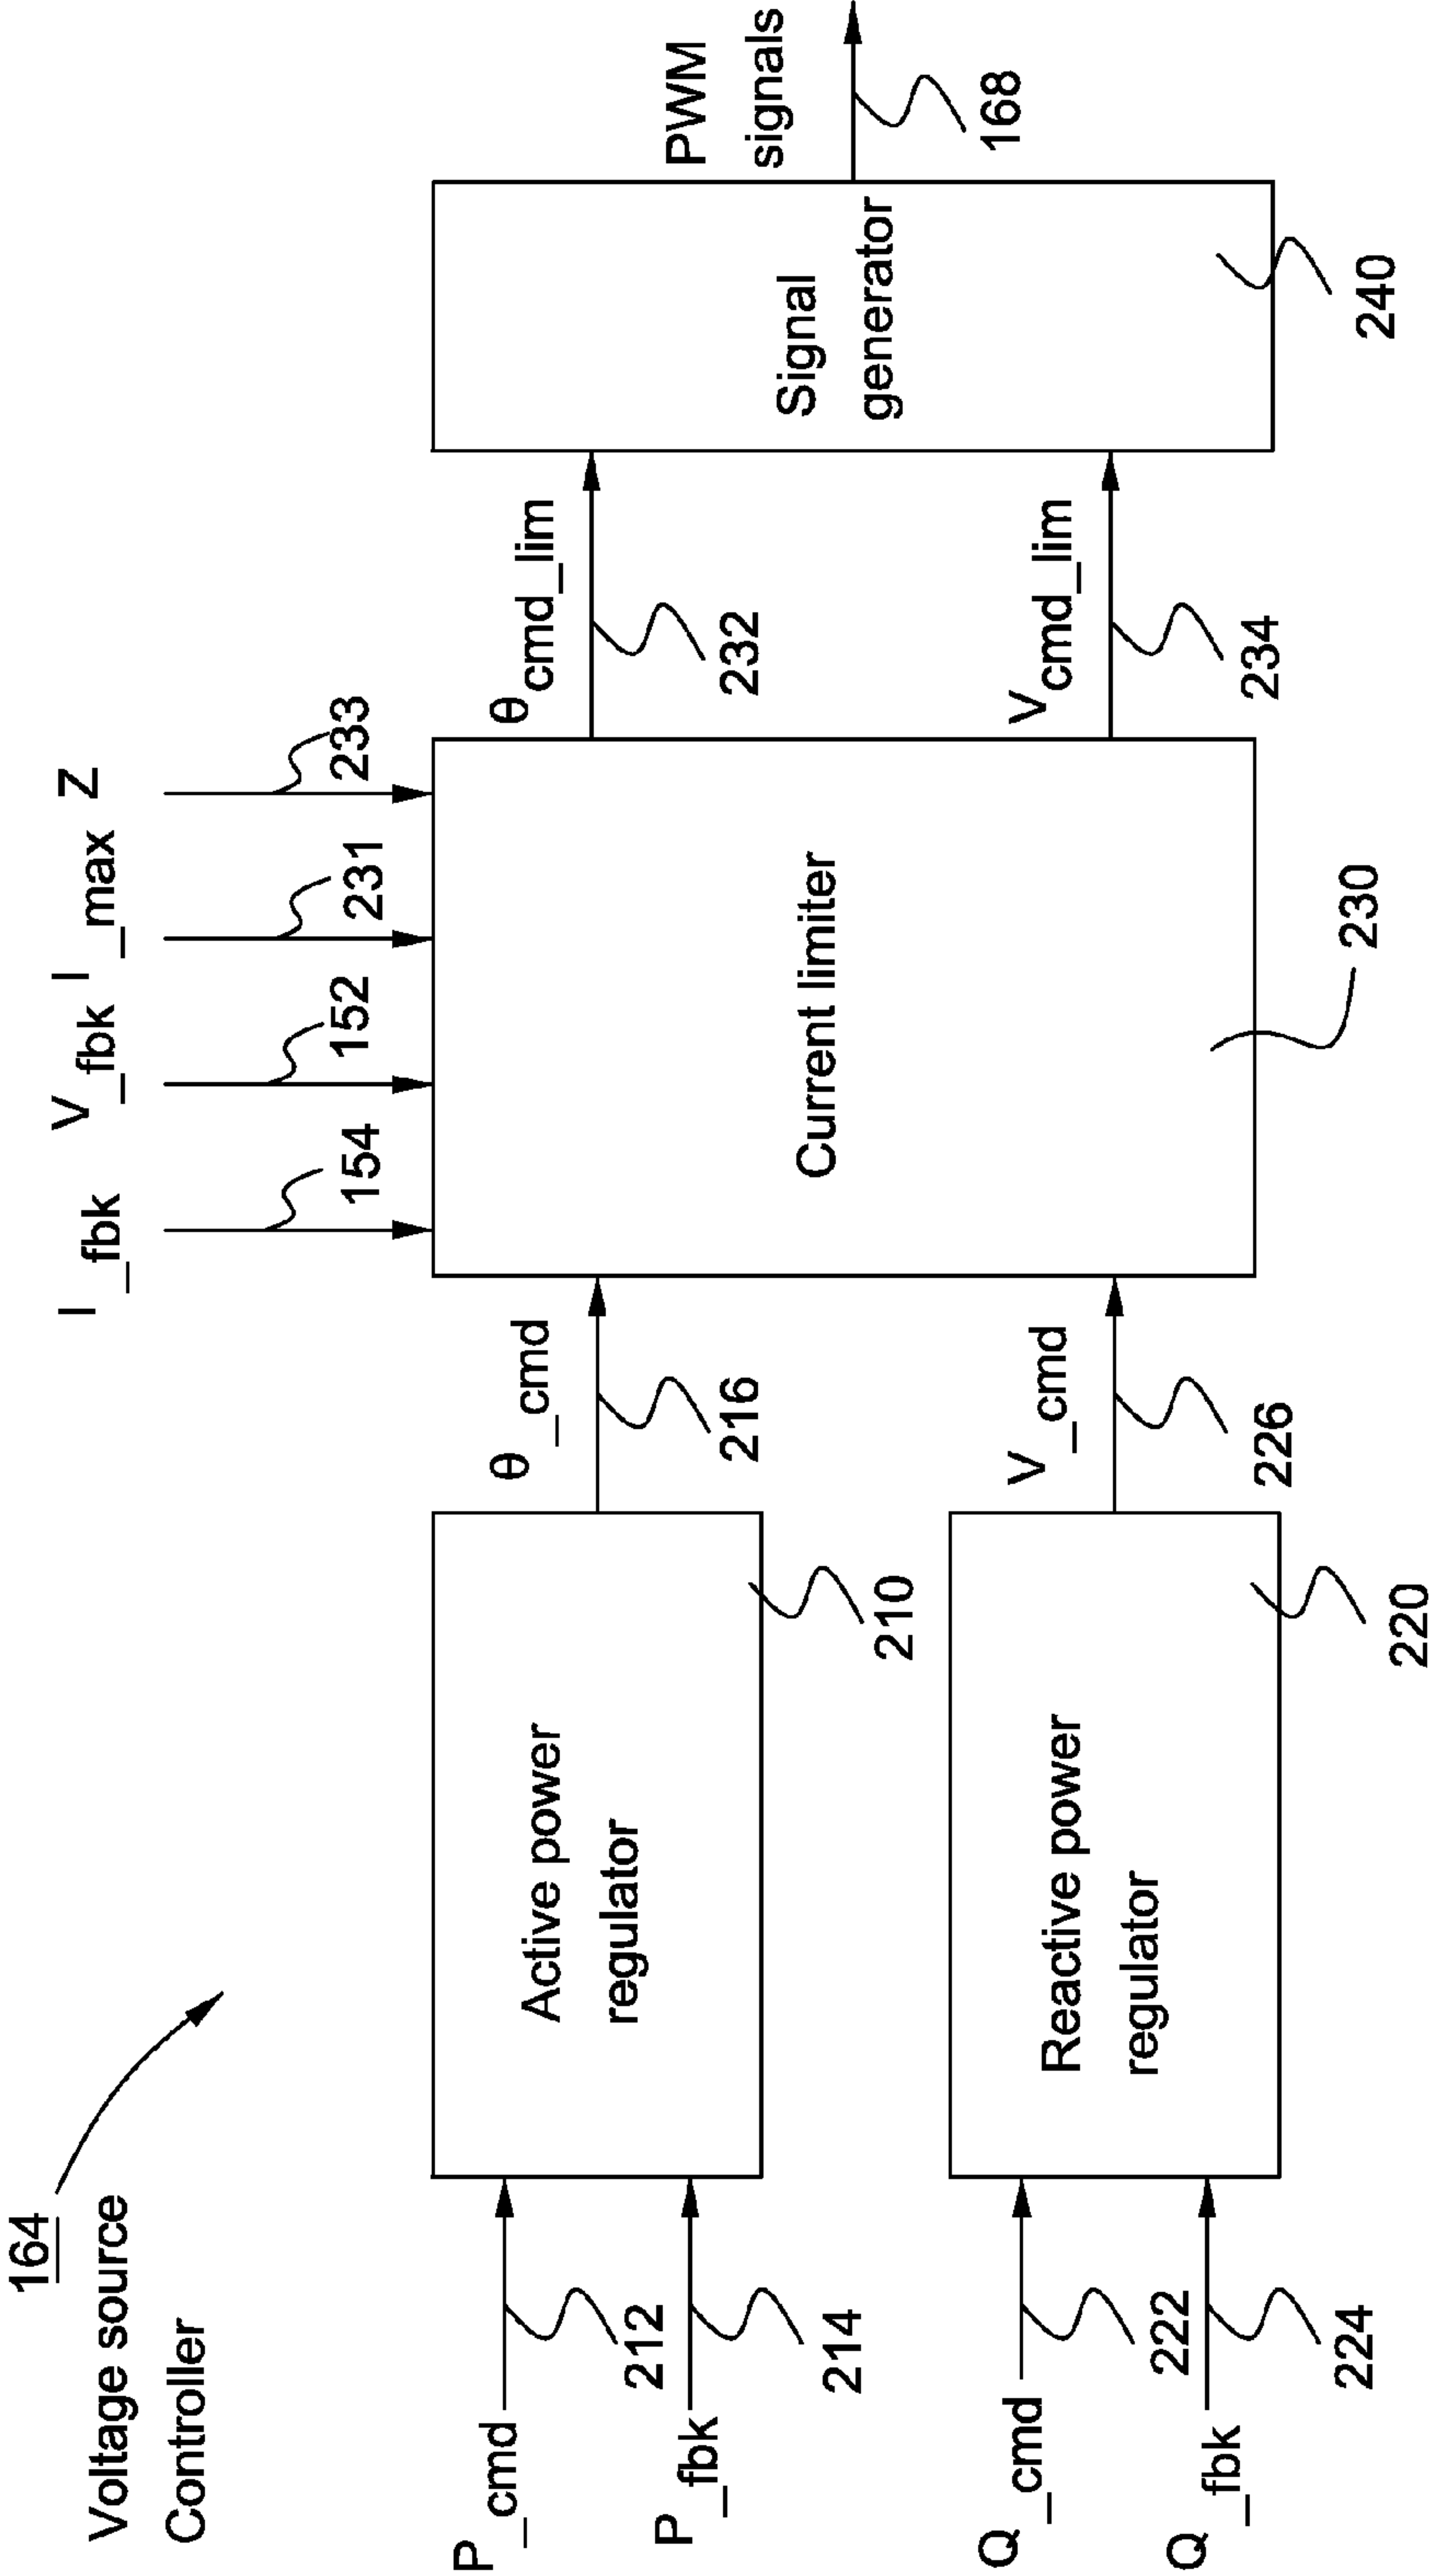 164
Voltage source
Controller
I_fbk
V_fbk
I_max
Z
154
152
231
233
P_cmd
212
P_fbk
214
Active power
regulator
210
θ_cmd
216
Q_cmd
222
Q_fbk
224
Reactive power
regulator
220
V_cmd
226
Current limiter
230
θ
cmd_lim
232
V
cmd_lim
234
Signal
generator
240
PWM
signals
168